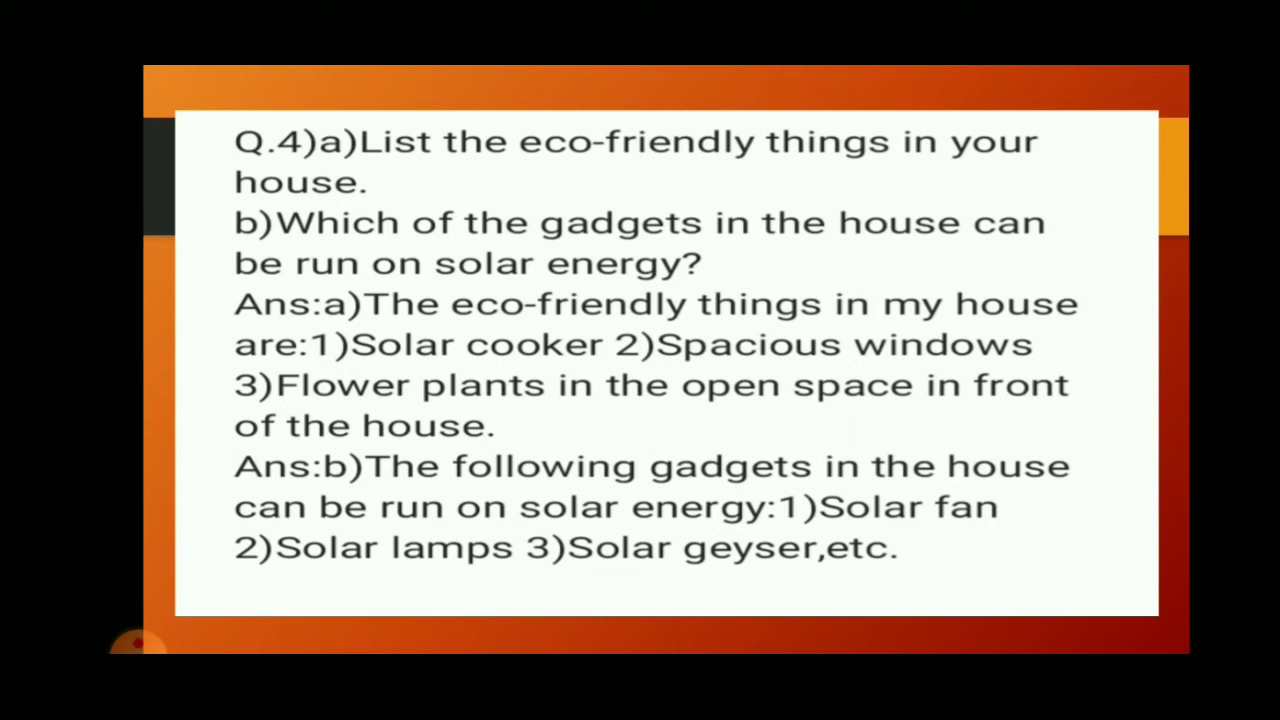 Q.4)a)List the eco-friendly things in your
house.
b)Which of the gadgets in the house can
be run on solar energy?
Ans:a)The eco-friendly things in my house
are:1)Solar cooker 2)Spacious windows
3)Flower plants in the open space in front
of the house.
Ans:b)The following gadgets in the house
can be run on solar energy:1)Solar fan
2)Solar lamps 3)Solar geyser,etc.